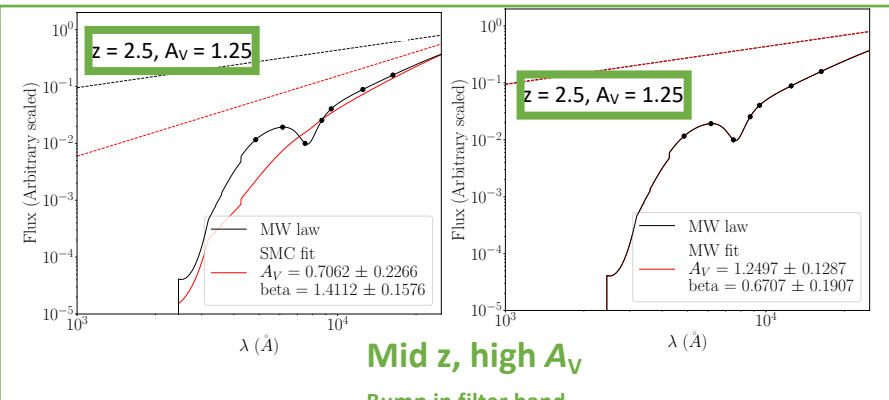 z = 2.5, A_V = 1.25
10^0
10^-1
10^-2
10^-3
10^-4
10^-5
10^3
10^4
Flux (Arbitrary scaled)
λ (Å)
MW law
SMC fit
A_V = 0.7062 ± 0.2266
beta = 1.4112 ± 0.1576
z = 2.5, A_V = 1.25
10^0
10^-1
10^-2
10^-3
10^-4
10^-5
10^3
10^4
Flux (Arbitrary scaled)
λ (Å)
MW law
MW fit
A_V = 1.2497 ± 0.1287
beta = 0.6707 ± 0.1907
Mid z, high A_V
Bump in filter band